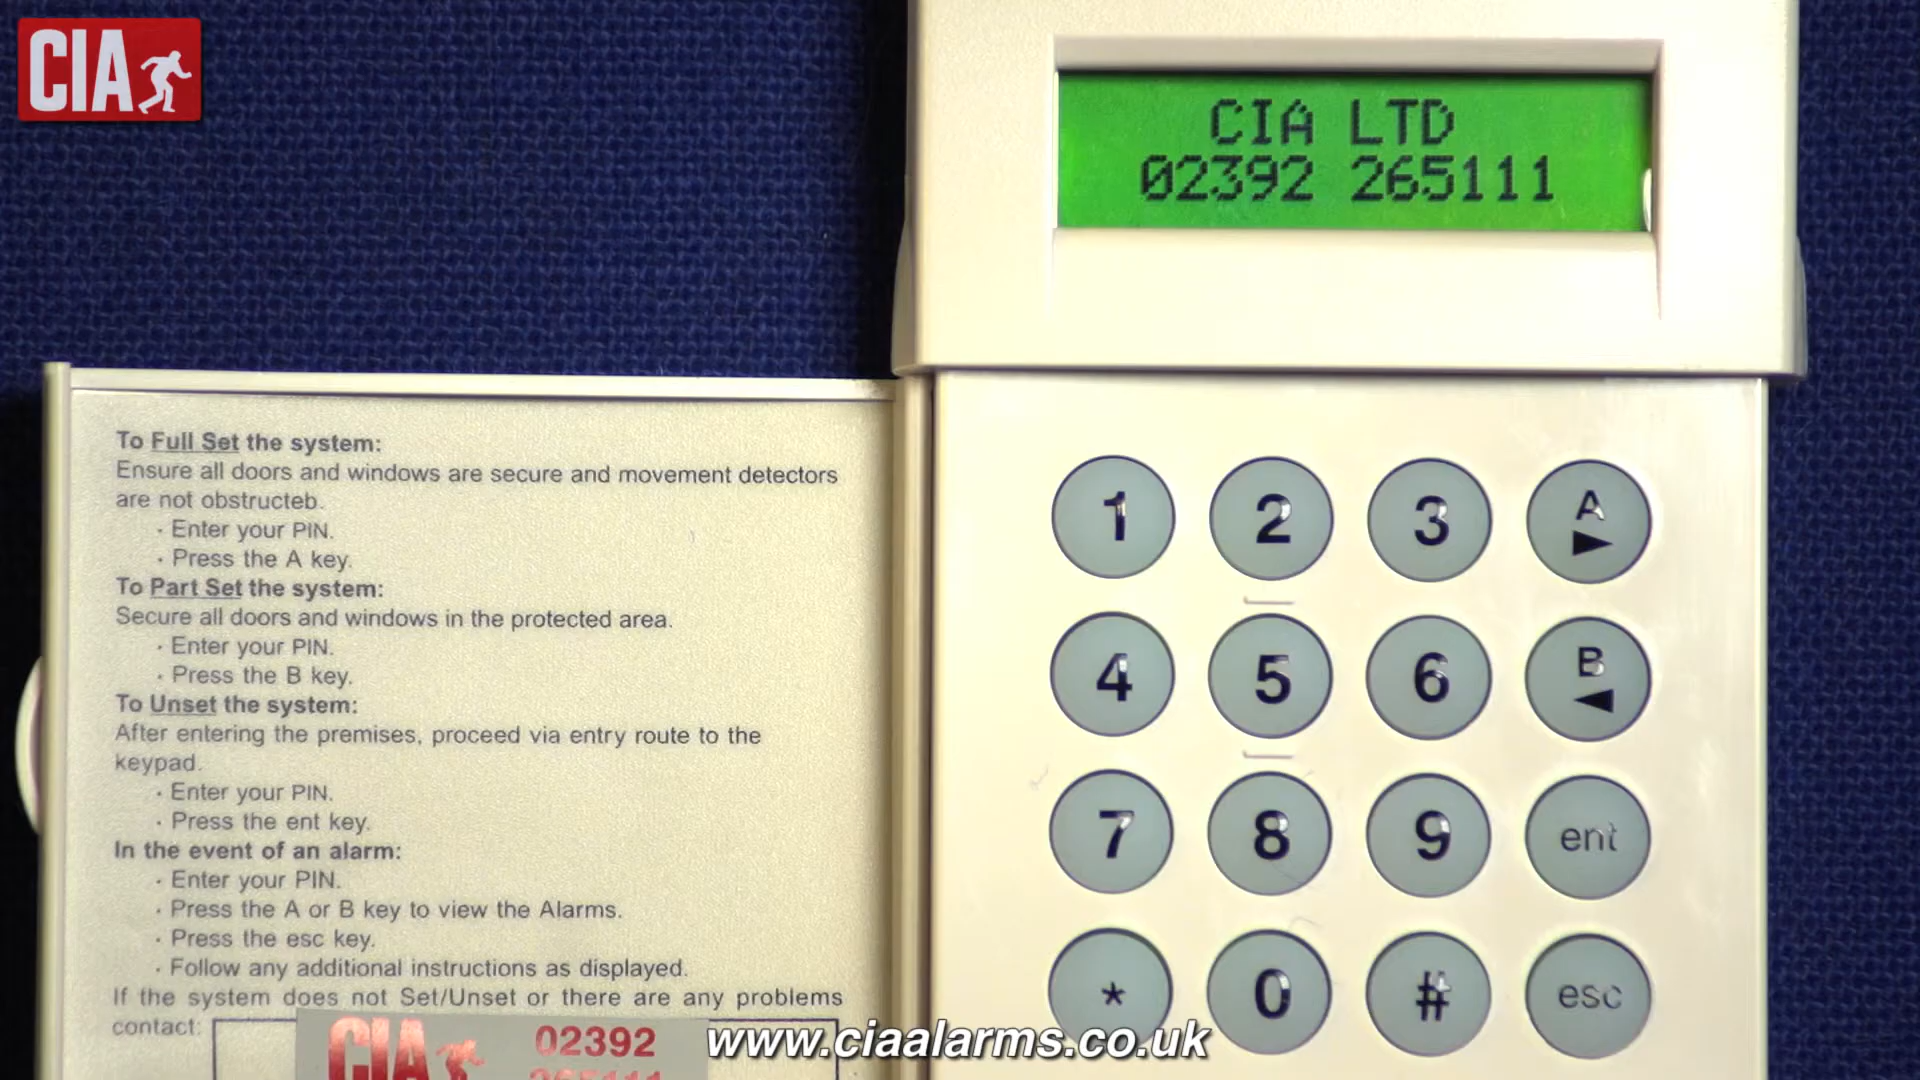 CIA
CIA LTD
02392 265111
To Full Set the system:
Ensure all doors and windows are secure and movement detectors
are not obstructeb.
· Enter your PIN.
· Press the A key.
To Part Set the system:
Secure all doors and windows in the protected area.
· Enter your PIN.
· Press the B key.
To Unset the system:
After entering the premises, proceed via entry route to the
keypad.
· Enter your PIN.
· Press the ent key.
In the event of an alarm:
· Enter your PIN.
· Press the A or B key to view the Alarms.
· Press the esc key.
· Follow any additional instructions as displayed.
If the system does not Set/Unset or there are any problems
contact:
CIA 02392
265111
1 2 3 A
4 5 6 B
7 8 9 ent
* 0 # esc
www.ciaalarms.co.uk